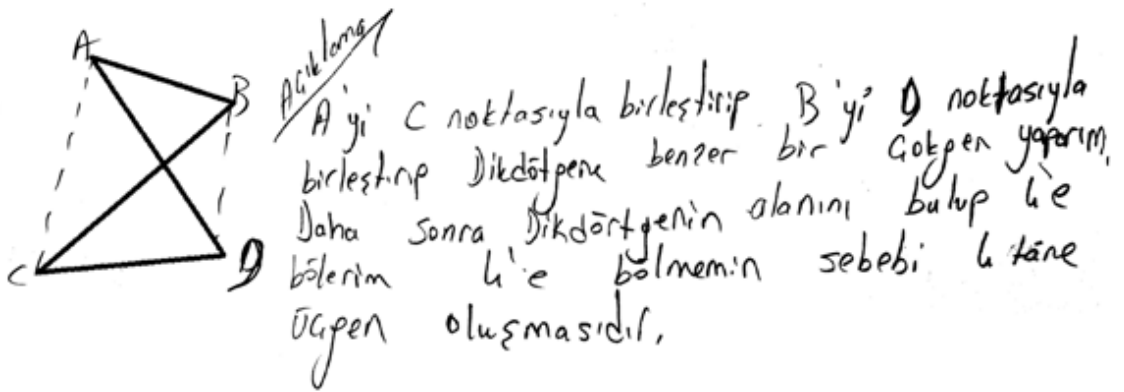 A
B
C
D
Açıklama
A'yi C noktasıyla birleştirip B'yi D noktasıyla
birleştirip Dikdötgene benzer bir Çokgen yaparım,
Daha sonra Dikdörtgenin alanını bulup 4'e
bölerim 4'e bölmemin sebebi 4 tane
üçgen oluşmasıdır.